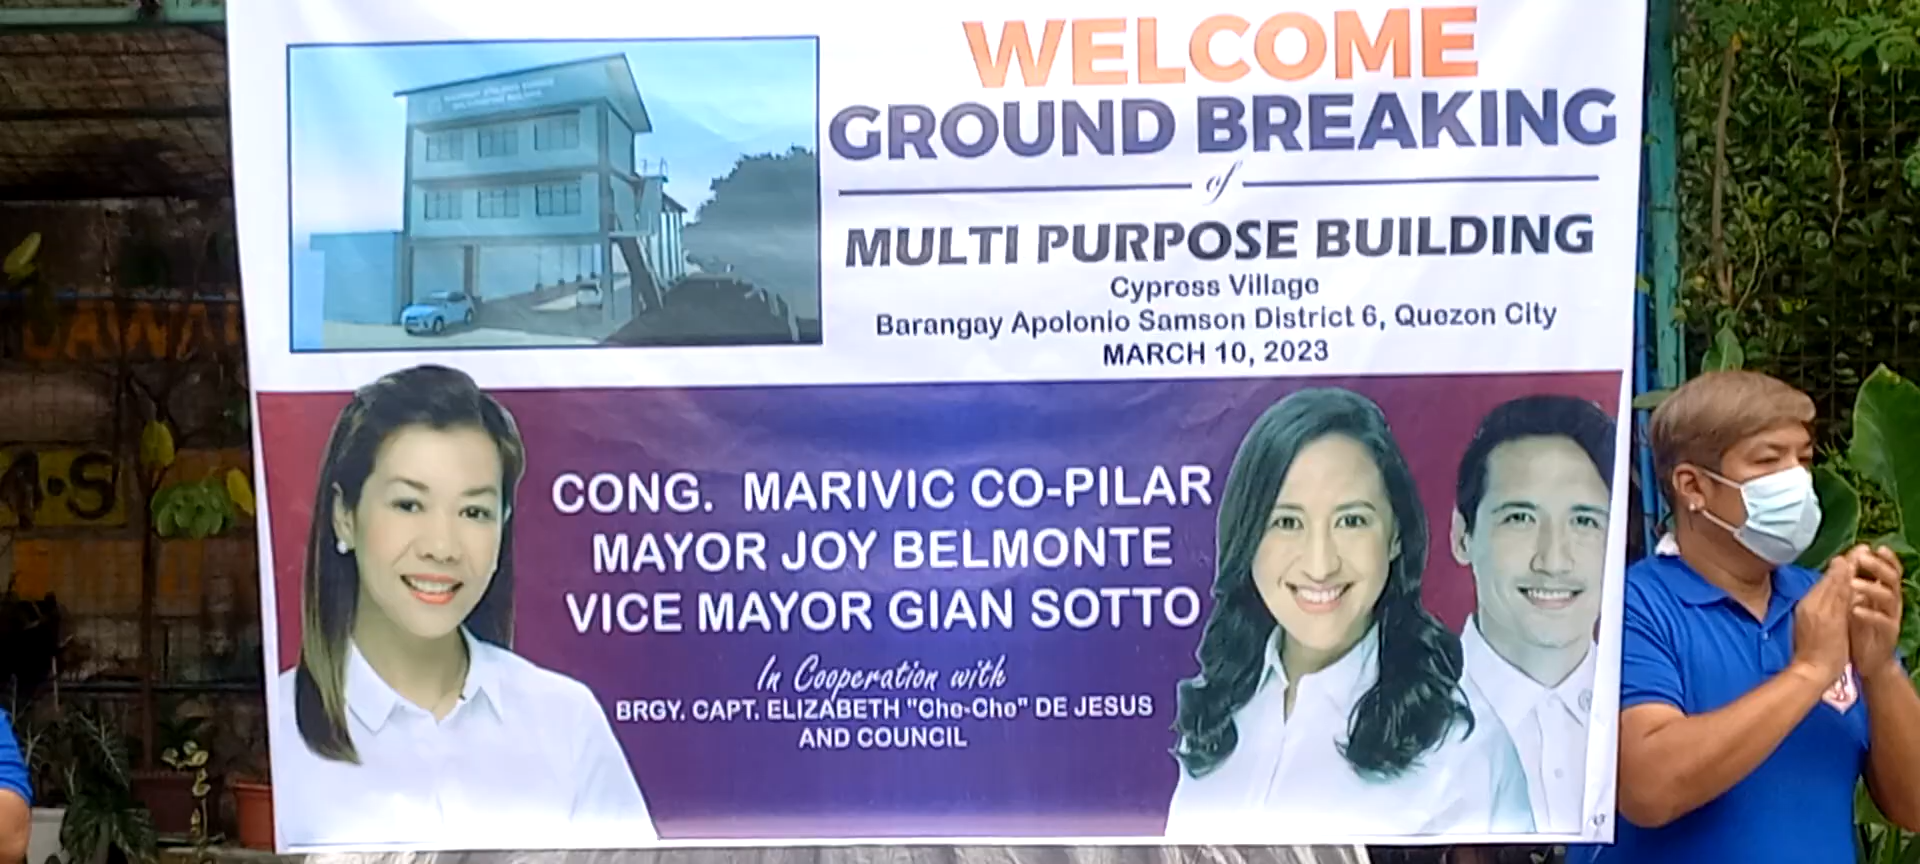 WELCOME
GROUND BREAKING
of
MULTI PURPOSE BUILDING
Cypress Village
Barangay Apolonio Samson District 6, Quezon City
MARCH 10, 2023
CONG. MARIVIC CO-PILAR
MAYOR JOY BELMONTE
VICE MAYOR GIAN SOTTO
In Cooperation with
BRGY. CAPT. ELIZABETH "Che-Che" DE JESUS
AND COUNCIL